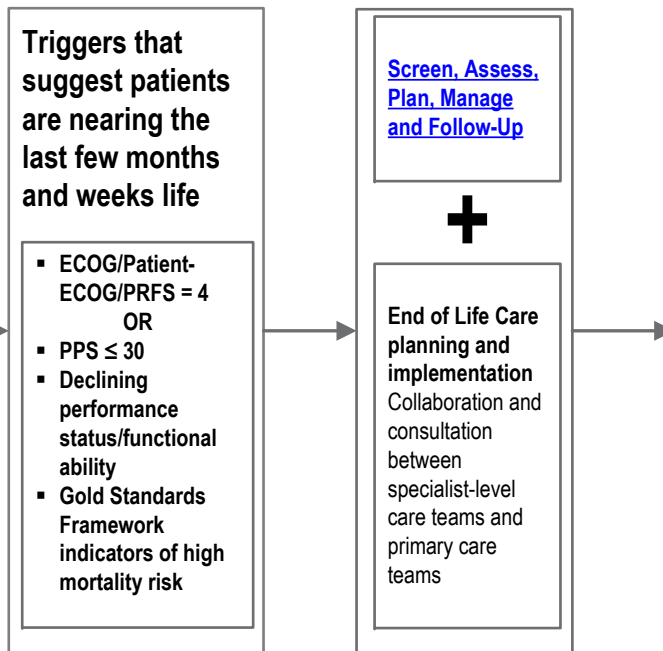 Triggers that
suggest patients
are nearing the
last few months
and weeks life
▪ ECOG/Patient-
ECOG/PRFS = 4
OR
▪ PPS ≤ 30
▪ Declining
performance
status/functional
ability
▪ Gold Standards
Framework
indicators of high
mortality risk
Screen, Assess,
Plan, Manage
and Follow-Up
+
End of Life Care
planning and
implementation
Collaboration and
consultation
between
specialist-level
care teams and
primary care
teams